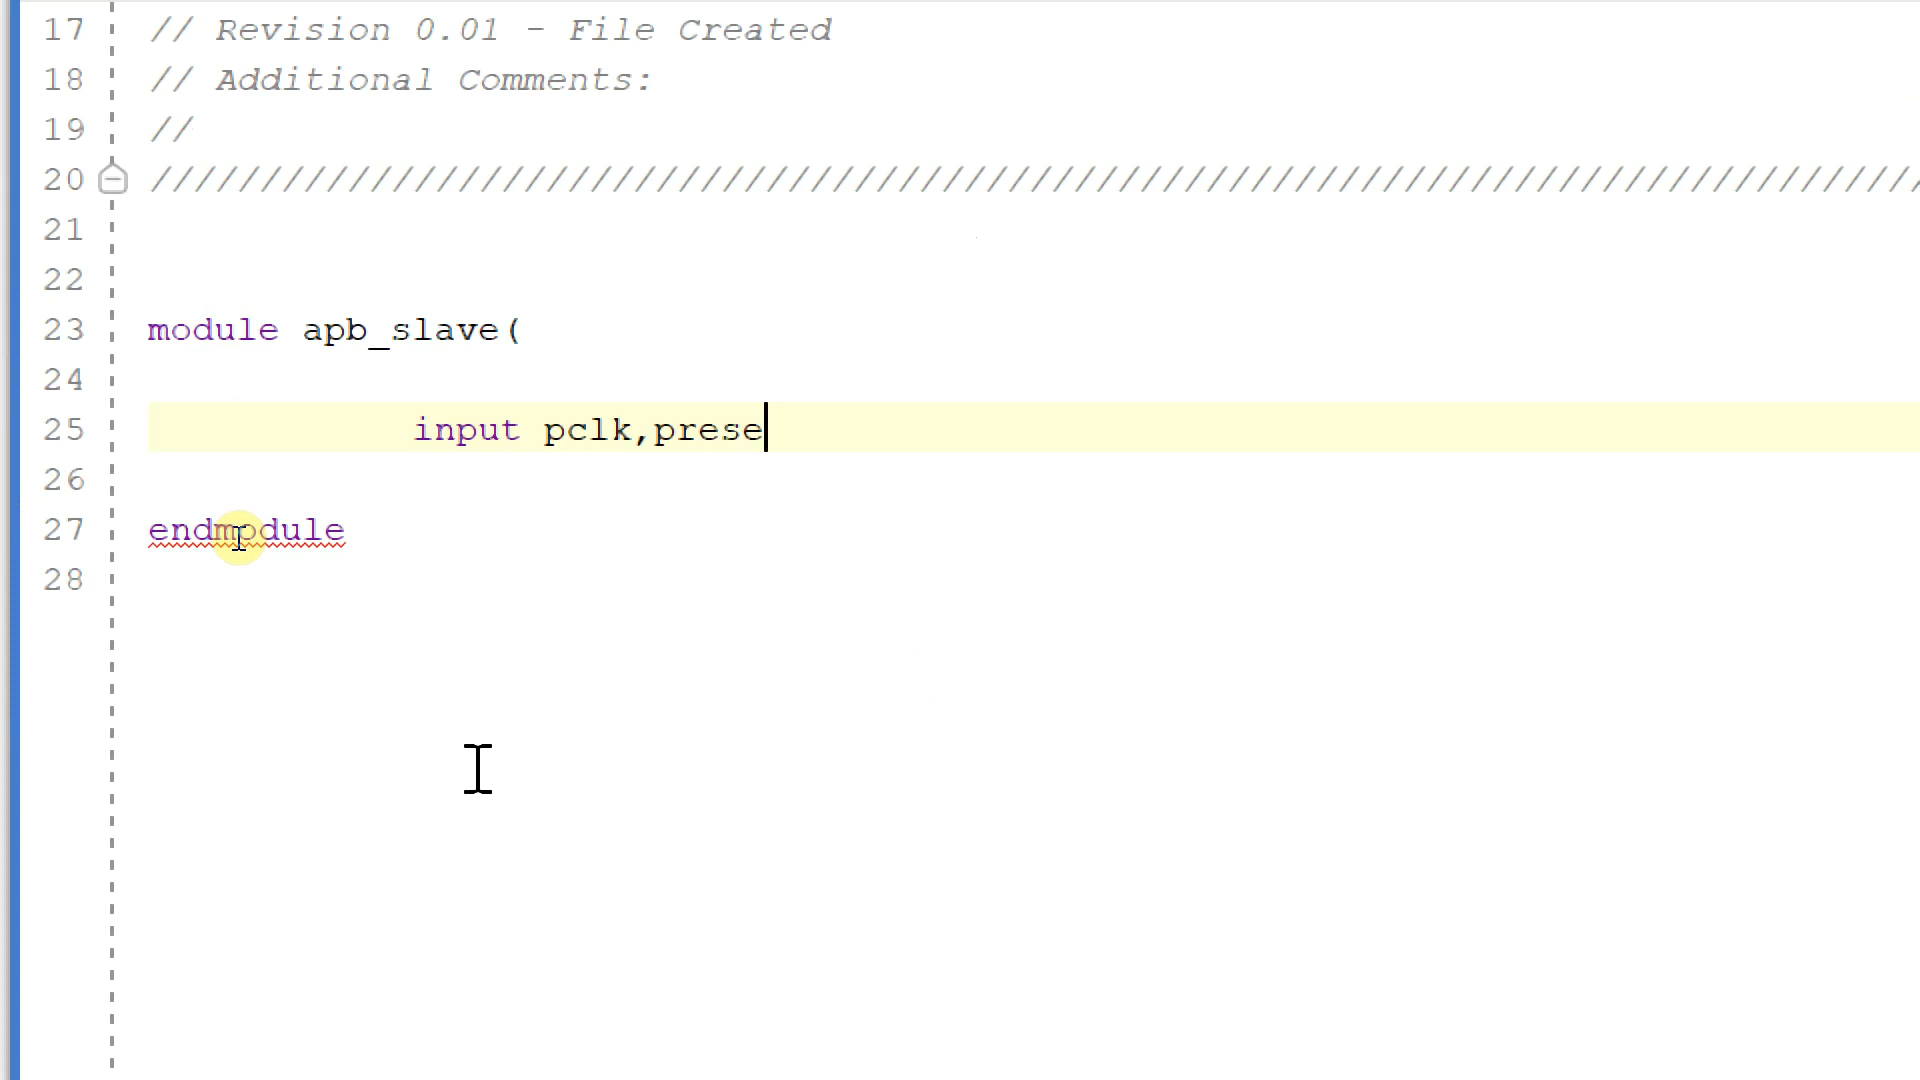 17 // Revision 0.01 - File Created
18 // Additional Comments:
19 //
20 /////////////////////////////////////////////////////////////////////////////////
21
22
23 module apb_slave(
24
25 input pclk,prese
26
27 endmodule
28